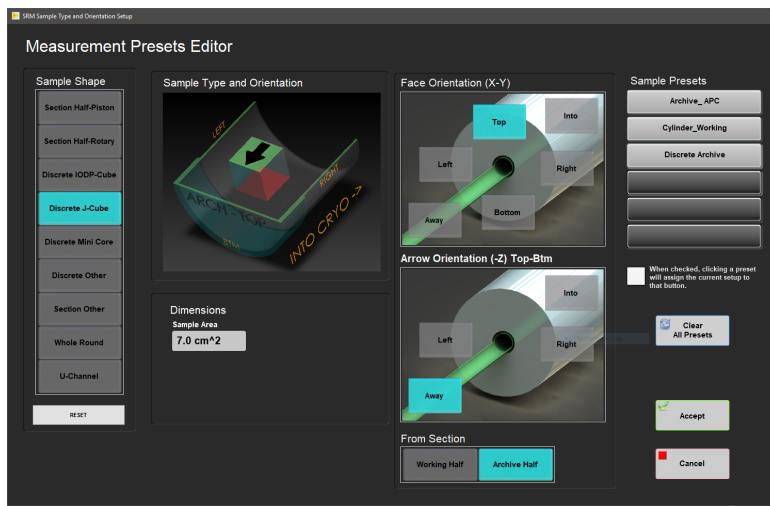 SRM Sample Type and Orientation Setup
Measurement Presets Editor
Sample Shape
Section Half-Piston
Section Half-Rotary
Discrete IODP-Cube
Discrete J-Cube
Discrete Mini Core
Discrete Other
Section Other
Whole Round
U-Channel
RESET
Sample Type and Orientation
LEFT
RIGHT
ARCH - TOP
BTM
INTO CRYO ->
Dimensions
Sample Area
7.0 cm^2
Face Orientation (X-Y)
Top
Into
Left
Right
Away
Bottom
Arrow Orientation (-Z) Top-Btm
Into
Left
Right
Away
From Section
Working Half
Archive Half
Sample Presets
Archive_ APC
Cylinder_Working
Discrete Archive
When checked, clicking a preset
will assign the current setup to
that button.
Clear
All Presets
Accept
Cancel